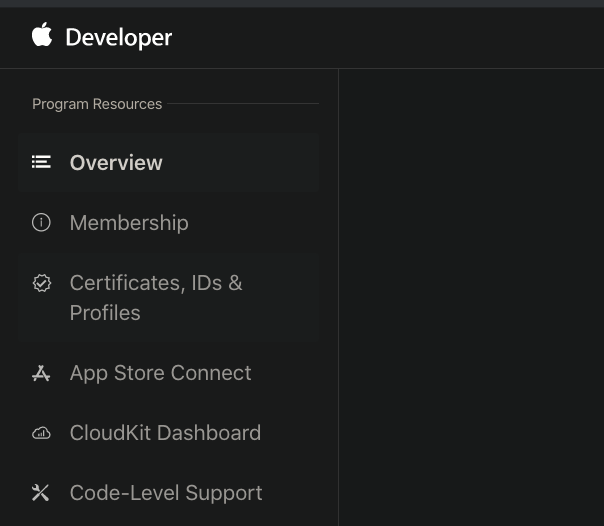 Developer
Program Resources
Overview
Membership
Certificates, IDs &
Profiles
App Store Connect
CloudKit Dashboard
Code-Level Support